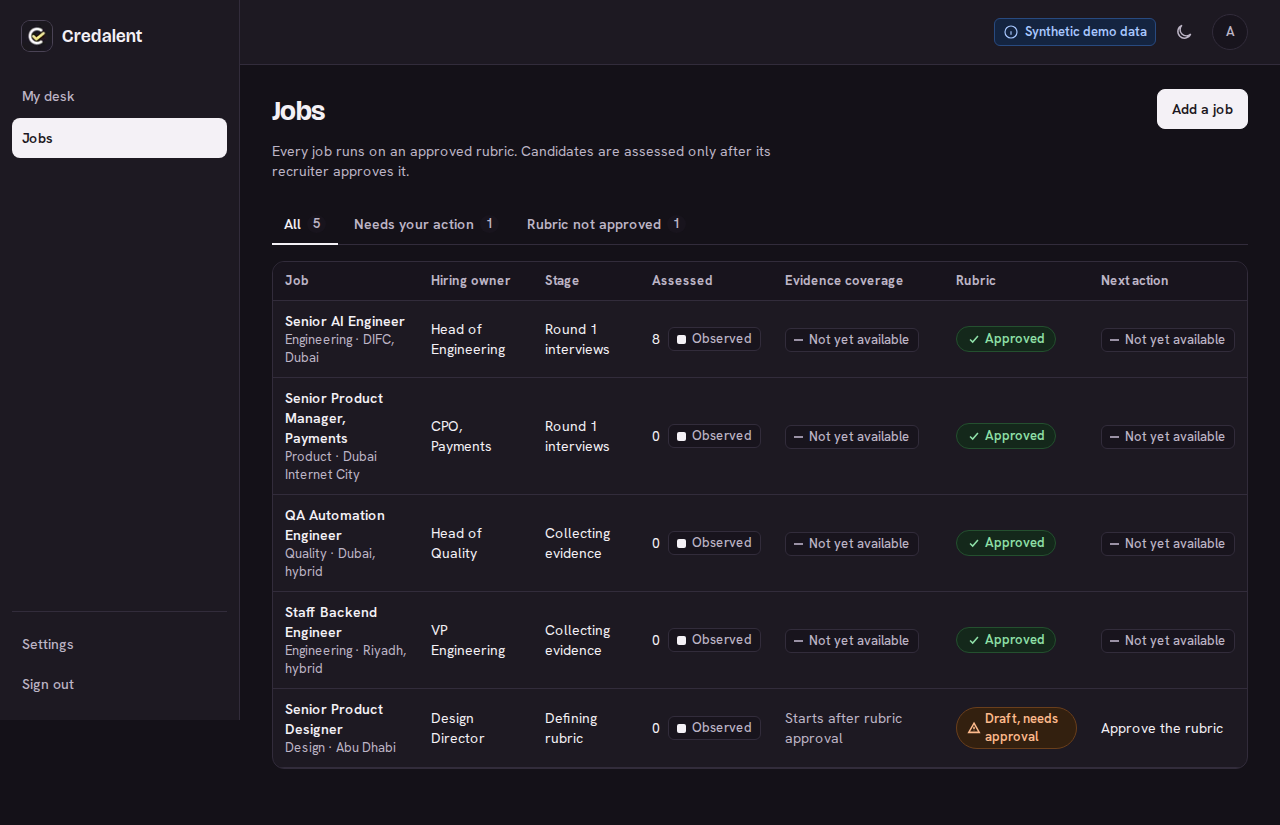 Credalent
Synthetic demo data
A
My desk
Jobs
Settings
Sign out
Jobs
Add a job
Every job runs on an approved rubric. Candidates are assessed only after its
recruiter approves it.
All 5 Needs your action 1 Rubric not approved 1
Job Hiring owner Stage Assessed Evidence coverage Rubric Next action
Senior AI Engineer
Engineering · DIFC,
Dubai
Head of
Engineering
Round 1
interviews
8 Observed
Not yet available
Approved
Not yet available
Senior Product
Manager,
Payments
Product · Dubai
Internet City
CPO,
Payments
Round 1
interviews
0 Observed
Not yet available
Approved
Not yet available
QA Automation
Engineer
Quality · Dubai,
hybrid
Head of
Quality
Collecting
evidence
0 Observed
Not yet available
Approved
Not yet available
Staff Backend
Engineer
Engineering · Riyadh,
hybrid
VP
Engineering
Collecting
evidence
0 Observed
Not yet available
Approved
Not yet available
Senior Product
Designer
Design · Abu Dhabi
Design
Director
Defining
rubric
0 Observed
Starts after rubric
approval
Draft, needs
approval
Approve the rubric